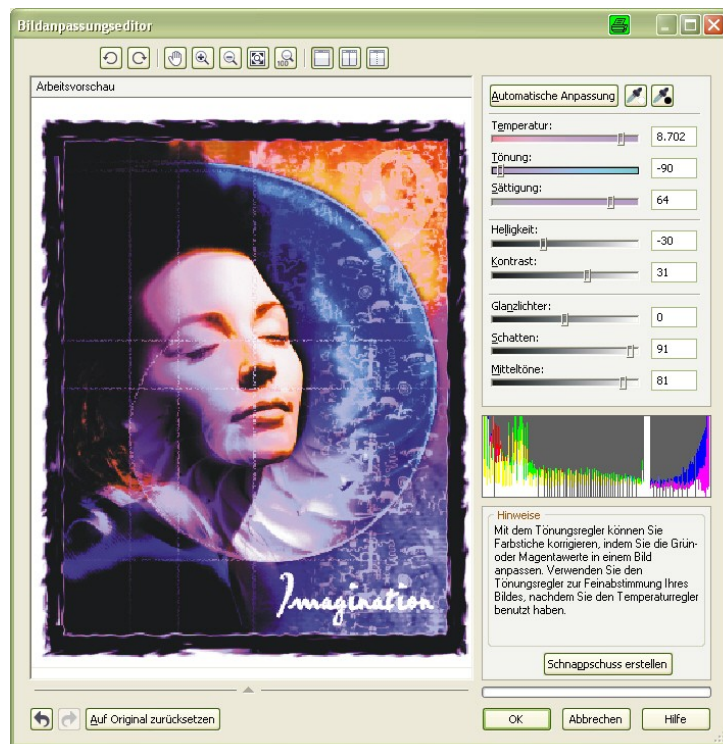 Bildanpassungseditor
100
Arbeitsvorschau
Automatische Anpassung
Temperatur:
8.702
Tönung:
-90
Sättigung:
64
Helligkeit:
-30
Kontrast:
31
Glanzlichter:
0
Schatten:
91
Mitteltöne:
81
Imagination
Hinweise
Mit dem Tönungsregler können Sie
Farbstiche korrigieren, indem Sie die Grün-
oder Magentawerte in einem Bild
anpassen. Verwenden Sie den
Tönungsregler zur Feinabstimmung Ihres
Bildes, nachdem Sie den Temperaturregler
benutzt haben.
Schnappschuss erstellen
Auf Original zurücksetzen
OK
Abbrechen
Hilfe